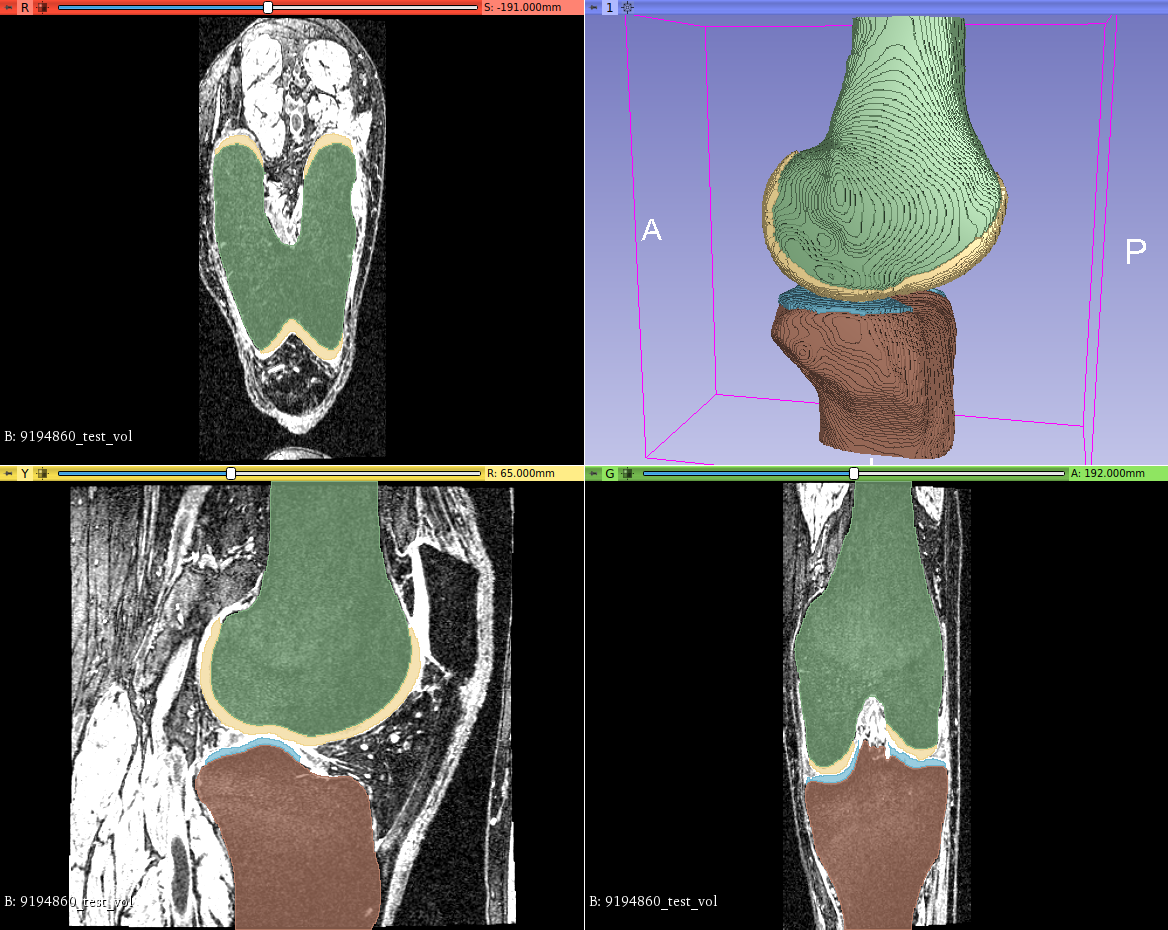 R S: -191.000mm
1
A
P
B: 9194860_test_vol
Y R: 65.000mm
G A: 192.000mm
B: 9194860_test_vol
B: 9194860_test_vol